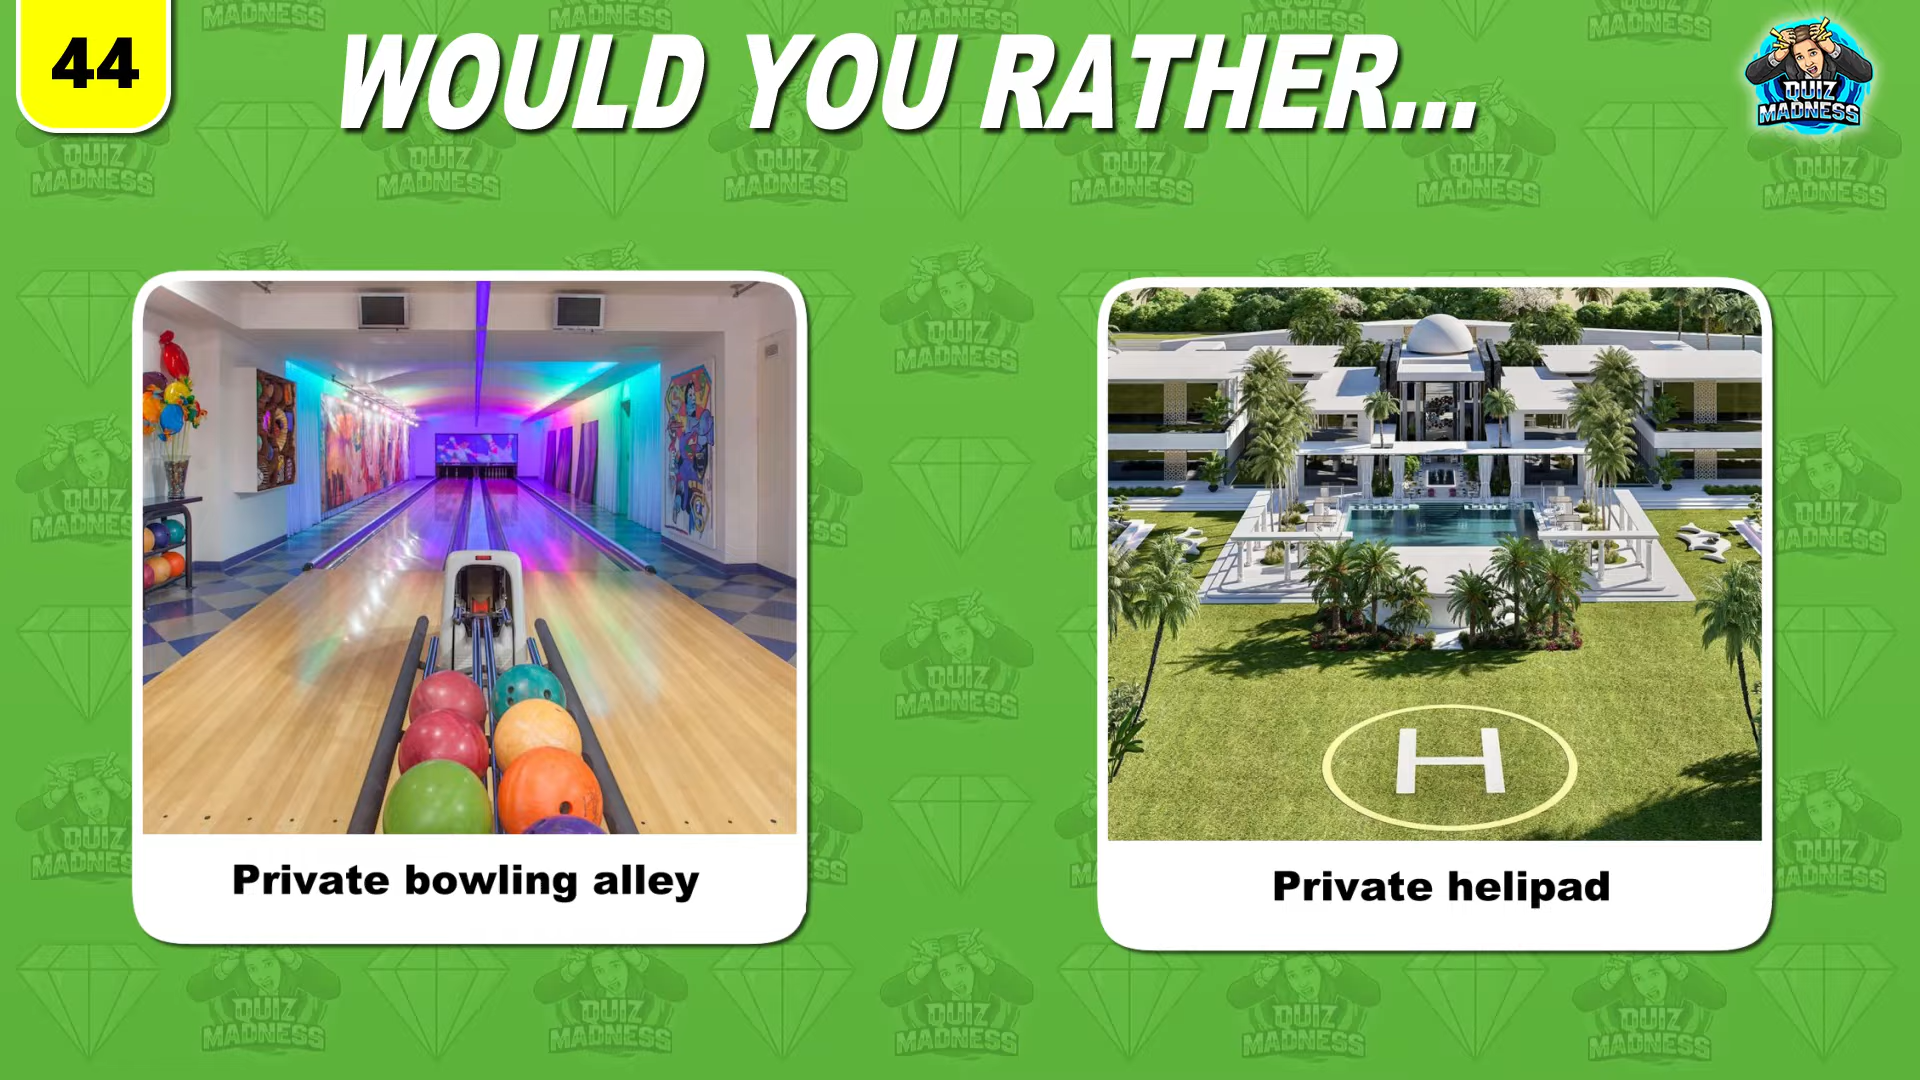 44
WOULD YOU RATHER...
QUIZ
MADNESS
Private bowling alley
H
Private helipad